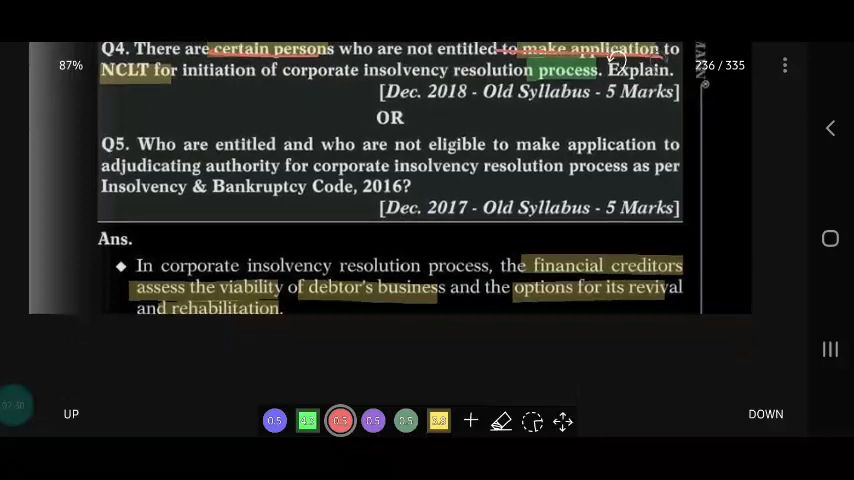 Q4. There are certain persons who are not entitled to make application to
87%
NCLT for initiation of corporate insolvency resolution process. Explain.
236 / 335
[Dec. 2018 - Old Syllabus - 5 Marks]
OR
Q5. Who are entitled and who are not eligible to make application to
adjudicating authority for corporate insolvency resolution process as per
Insolvency & Bankruptcy Code, 2016?
[Dec. 2017 - Old Syllabus - 5 Marks]
Ans.
◆ In corporate insolvency resolution process, the financial creditors
assess the viability of debtor's business and the options for its revival
and rehabilitation.
UP
0.5
0.5
0.5
0.5
DOWN